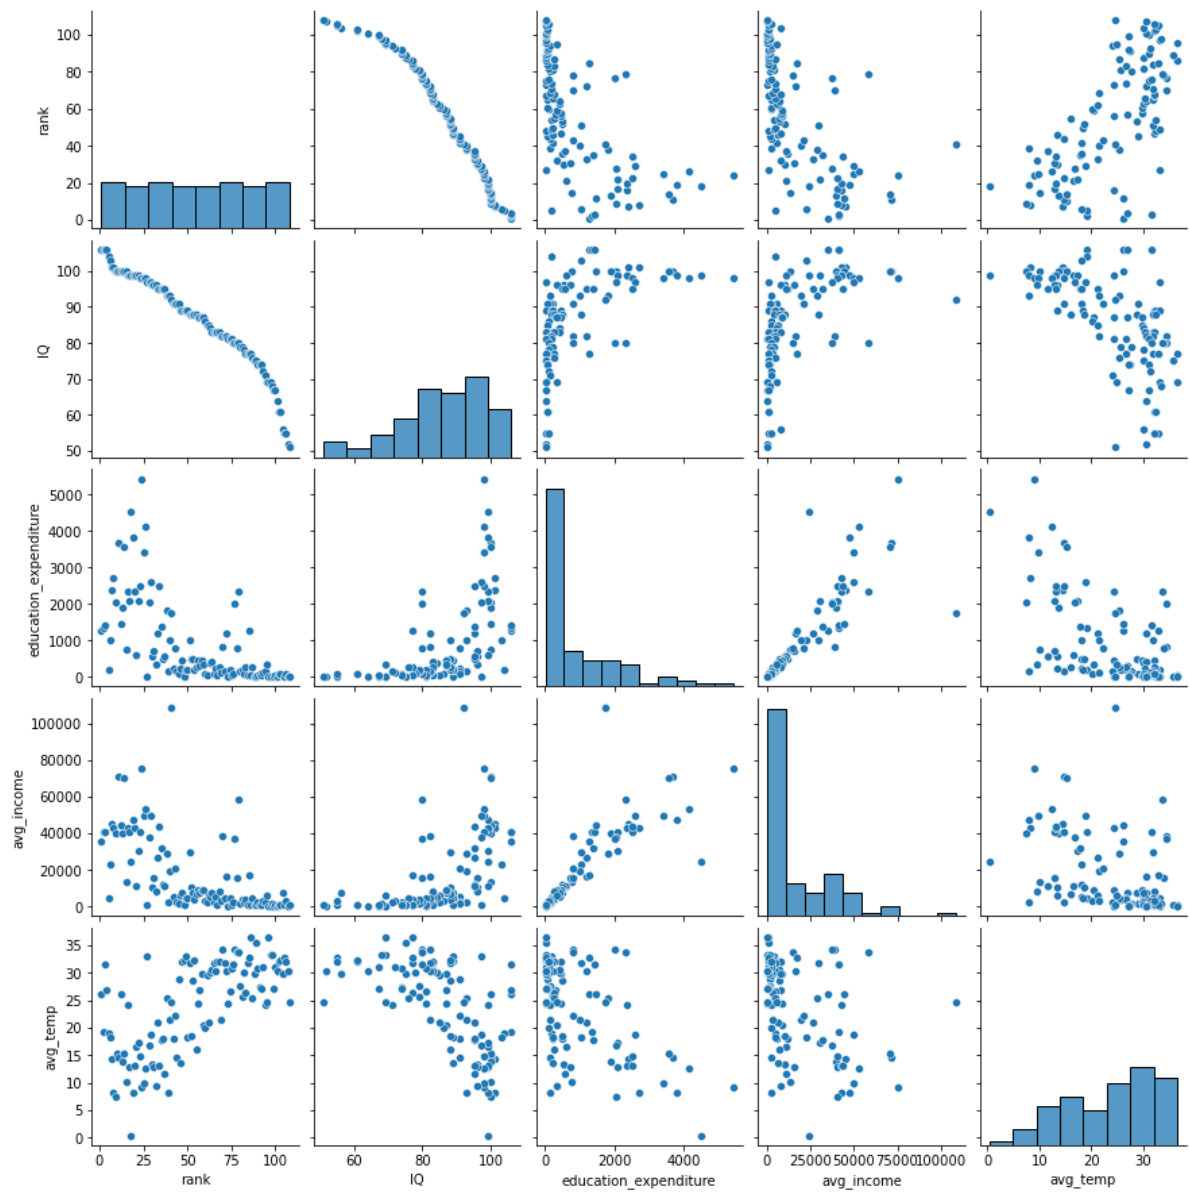 100
80
60
40
20
0
rank
100
90
80
70
60
50
IQ
5000
4000
3000
2000
1000
0
education_expenditure
100000
80000
60000
40000
20000
0
avg_income
35
30
25
20
15
10
5
0
avg_temp
0 25 50 75 100
60 80 100
0 2000 4000
0 25000 50000 75000 100000
0 10 20 30
rank IQ education_expenditure avg_income avg_temp